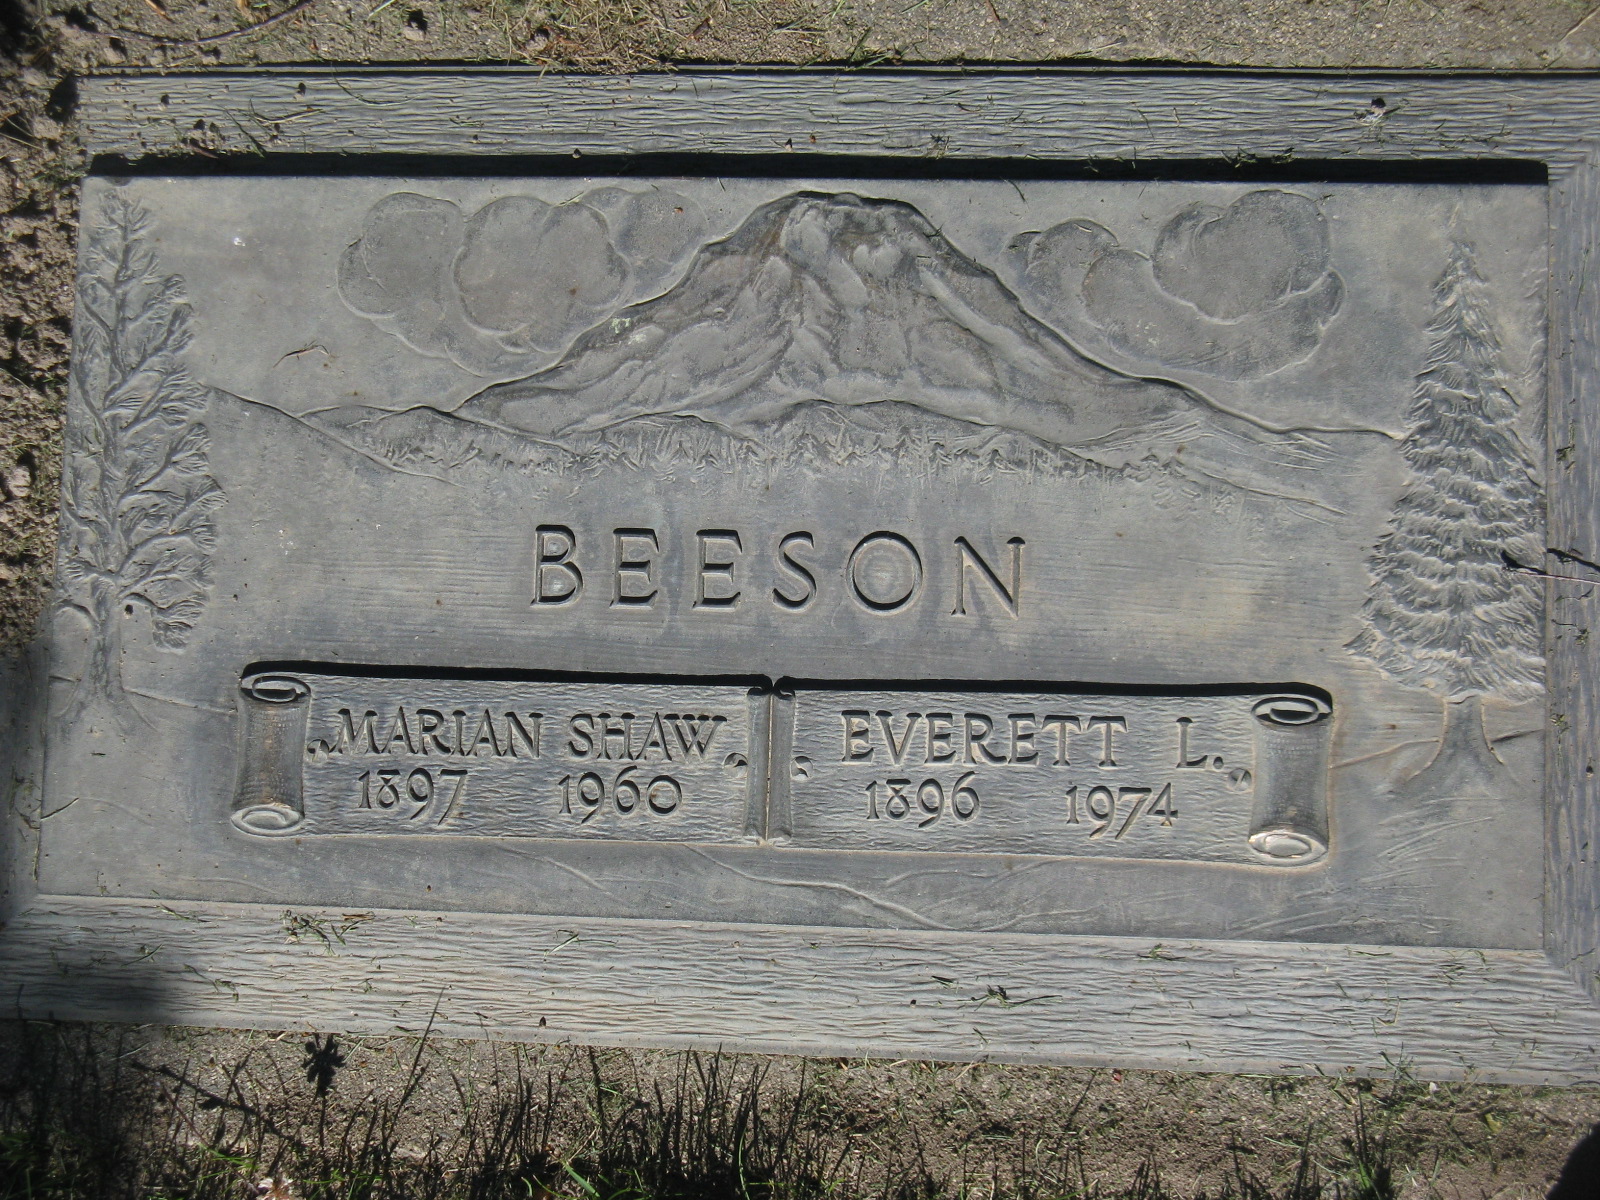 BEESON
MARIAN SHAW
1897 1960
EVERETT L.
1896 1974